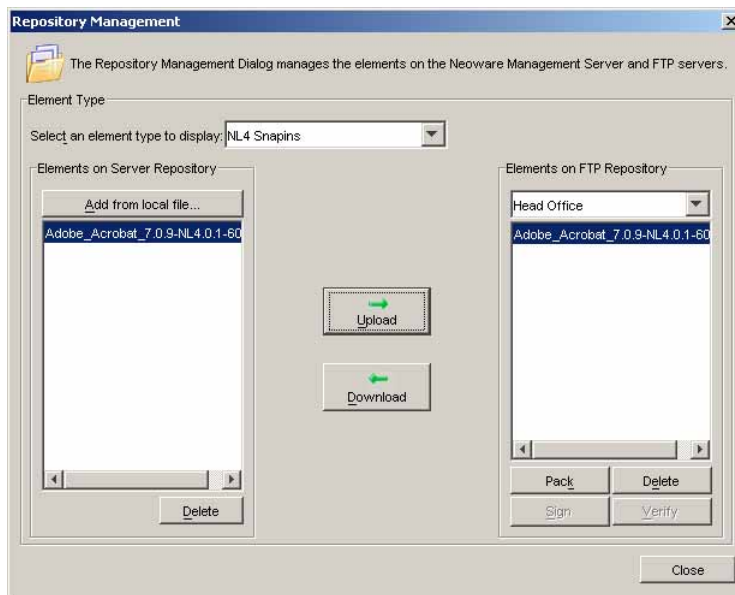 Repository Management
The Repository Management Dialog manages the elements on the Neoware Management Server and FTP servers.
Element Type
Select an element type to display: NL4 Snapins
Elements on Server Repository
Add from local file...
Adobe_Acrobat_7.0.9-NL4.0.1-60
Delete
Upload
Download
Elements on FTP Repository
Head Office
Adobe_Acrobat_7.0.9-NL4.0.1-60
Pack Delete
Sign Verify
Close